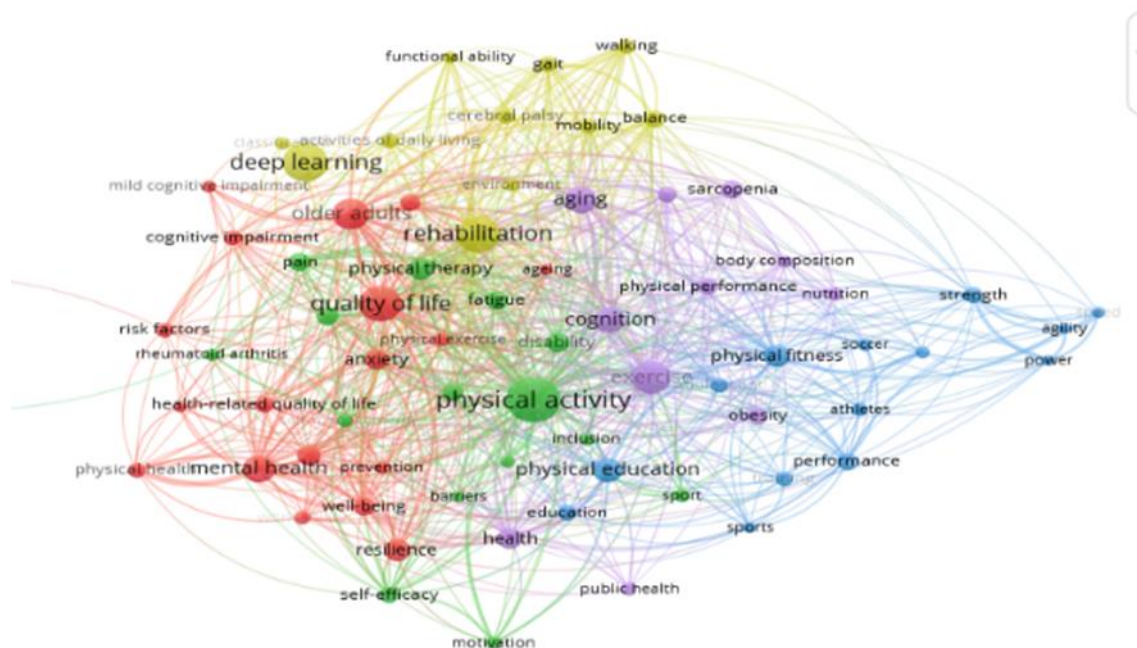 walking
functional ability
gait
cerebral palsy
balance
mobility
activities of daily living
deep learning
mild cognitive impairment
environment
sarcopenia
aging
older adults
rehabilitation
cognitive impairment
pain
physical therapy
ageing
body composition
physical performance
nutrition
strength
quality of life
fatigue
speed
cognition
risk factors
agility
physical exercise
disability
soccer
rheumatoid arthritis
anxiety
physical fitness
power
exercise
physical activity
health-related quality of life
obesity
athletes
inclusion
physical health
mental health
prevention
physical education
performance
training
barriers
sport
well-being
education
sports
health
resilience
public health
self-efficacy
motivation